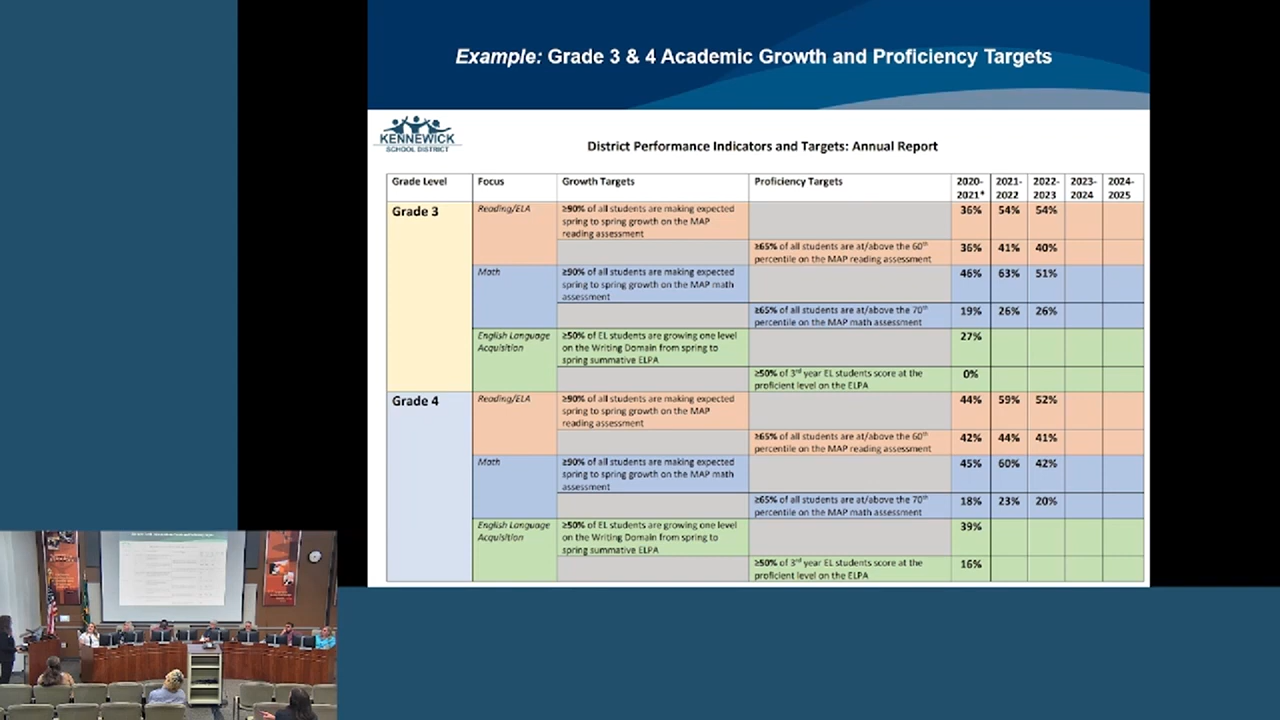 Example: Grade 3 & 4 Academic Growth and Proficiency Targets
KENNEWICK
SCHOOL DISTRICT
District Performance Indicators and Targets: Annual Report
Grade Level Focus Growth Targets Proficiency Targets 2020-2021* 2021-2022 2022-2023 2023-2024 2024-2025
Grade 3
Reading/ELA
≥90% of all students are making expected
spring to spring growth on the MAP
reading assessment
36% 54% 54%
≥65% of all students are at/above the 60th
percentile on the MAP reading assessment
36% 41% 40%
Math
≥90% of all students are making expected
spring to spring growth on the MAP math
assessment
46% 63% 51%
≥65% of all students are at/above the 70th
percentile on the MAP math assessment
19% 26% 26%
English Language
Acquisition
≥50% of EL students are growing one level
on the Writing Domain from spring to
spring summative ELPA
27%
≥50% of 3rd year EL students score at the
proficient level on the ELPA
0%
Grade 4
Reading/ELA
≥90% of all students are making expected
spring to spring growth on the MAP
reading assessment
44% 59% 52%
≥65% of all students are at/above the 60th
percentile on the MAP reading assessment
42% 44% 41%
Math
≥90% of all students are making expected
spring to spring growth on the MAP math
assessment
45% 60% 42%
≥65% of all students are at/above the 70th
percentile on the MAP math assessment
18% 23% 20%
English Language
Acquisition
≥50% of EL students are growing one level
on the Writing Domain from spring to
spring summative ELPA
39%
≥50% of 3rd year EL students score at the
proficient level on the ELPA
16%